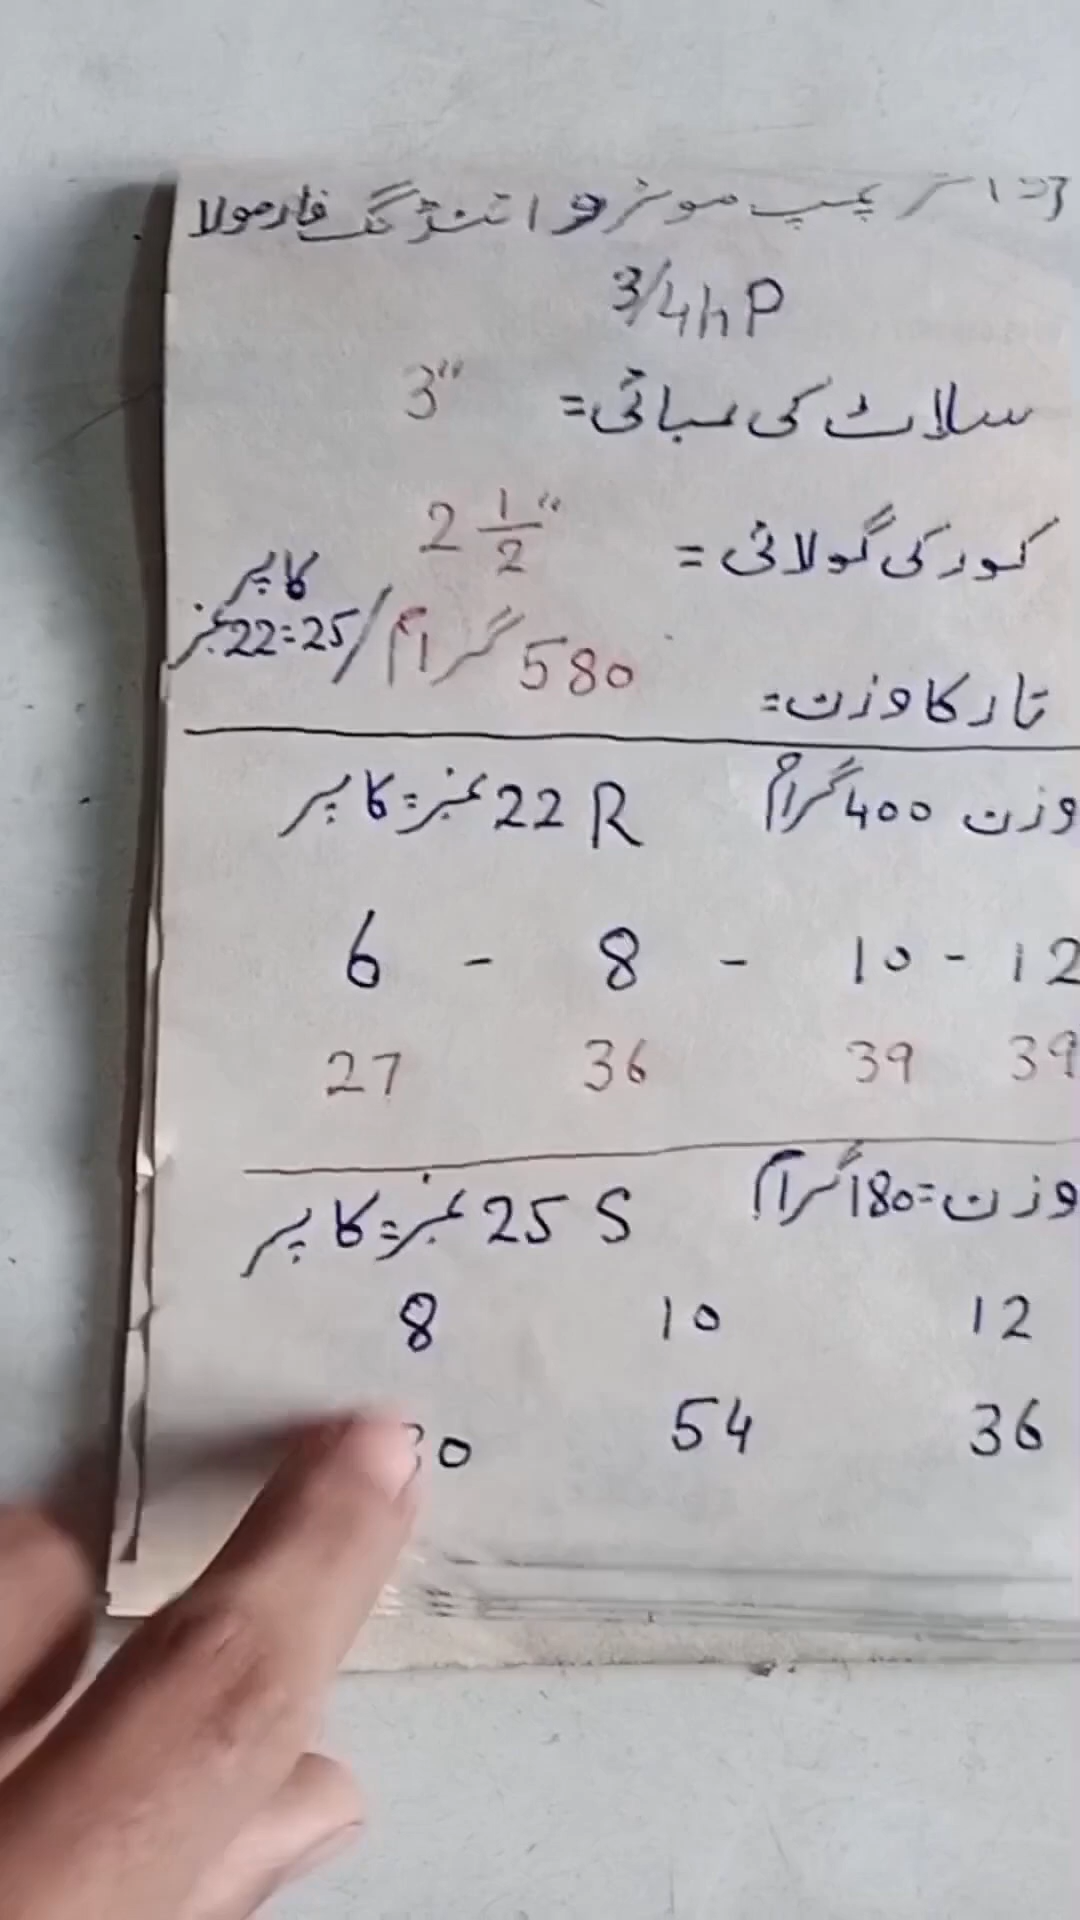 پمپ موٹر وائنڈنگ فارمولا
3/4hP
سلاٹ کی لمبائی= 3"
کور کی گولائی = 2 1/2"
تار کا وزن= 580 گرام/25=22 نمبر کاپر
وزن 400 گرام 22 R نمبر=کاپر
6 - 8 - 10 - 12
27 36 39 39
وزن=180 گرام 25 S نمبر=کاپر
8 10 12
54 36